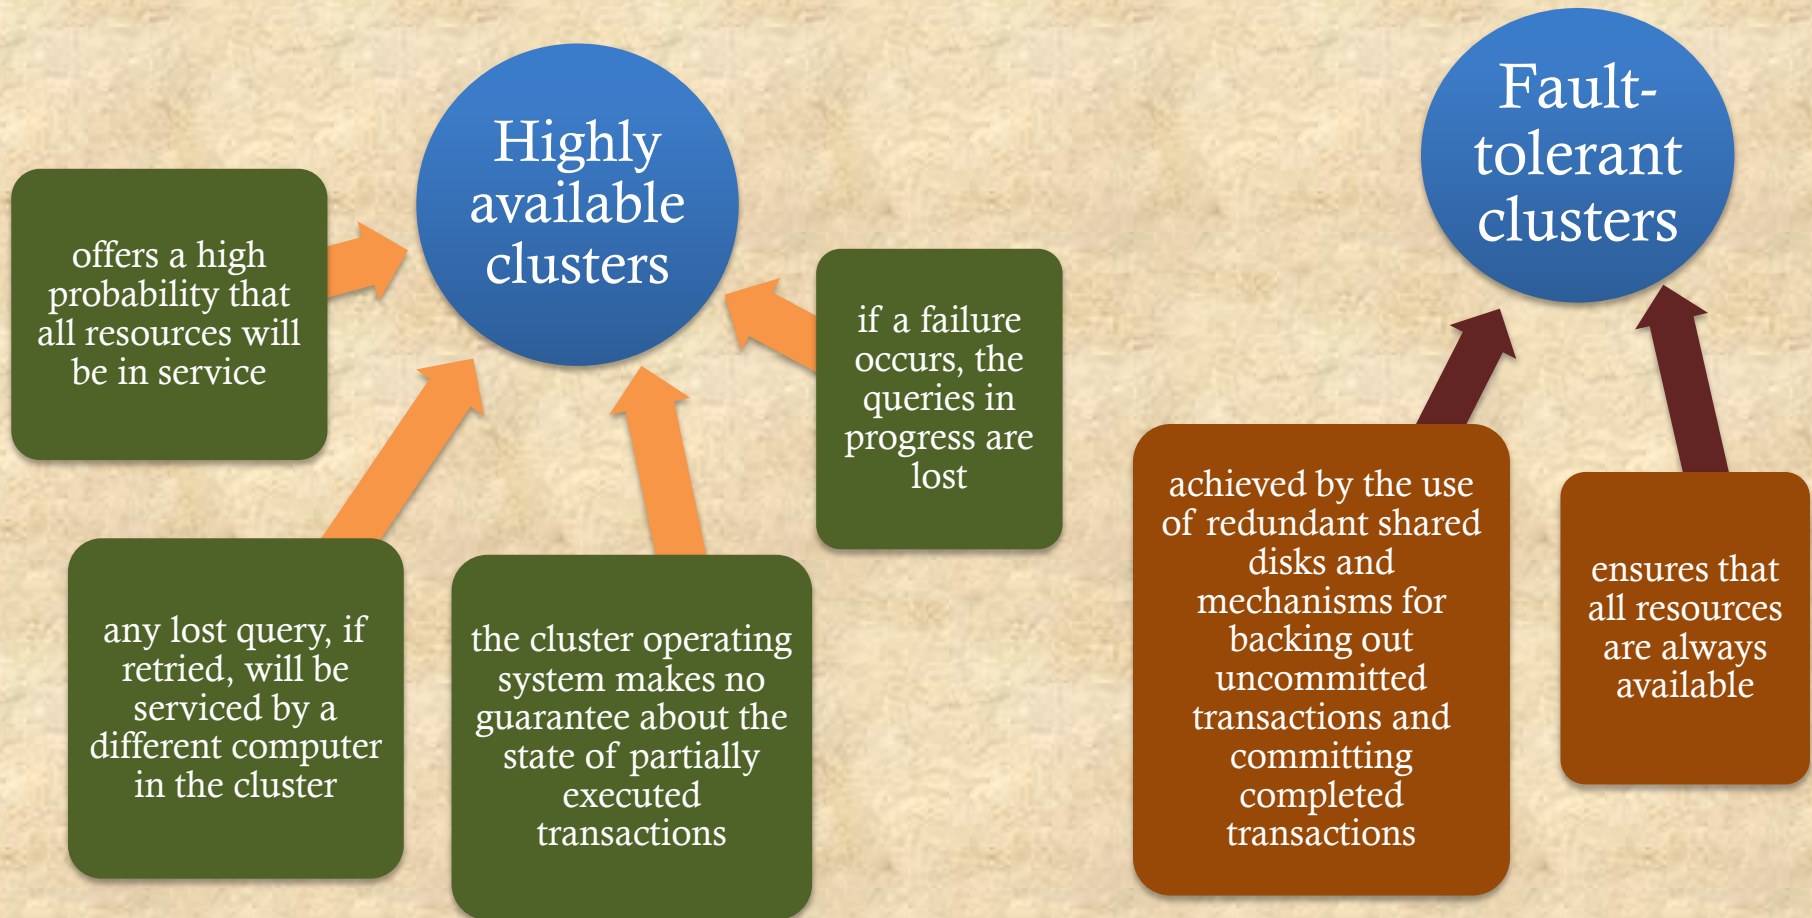 Highly
available
clusters
offers a high
probability that
all resources will
be in service
any lost query, if
retried, will be
serviced by a
different computer
in the cluster
the cluster operating
system makes no
guarantee about the
state of partially
executed
transactions
if a failure
occurs, the
queries in
progress are
lost
Fault-
tolerant
clusters
achieved by the use
of redundant shared
disks and
mechanisms for
backing out
uncommitted
transactions and
committing
completed
transactions
ensures that
all resources
are always
available